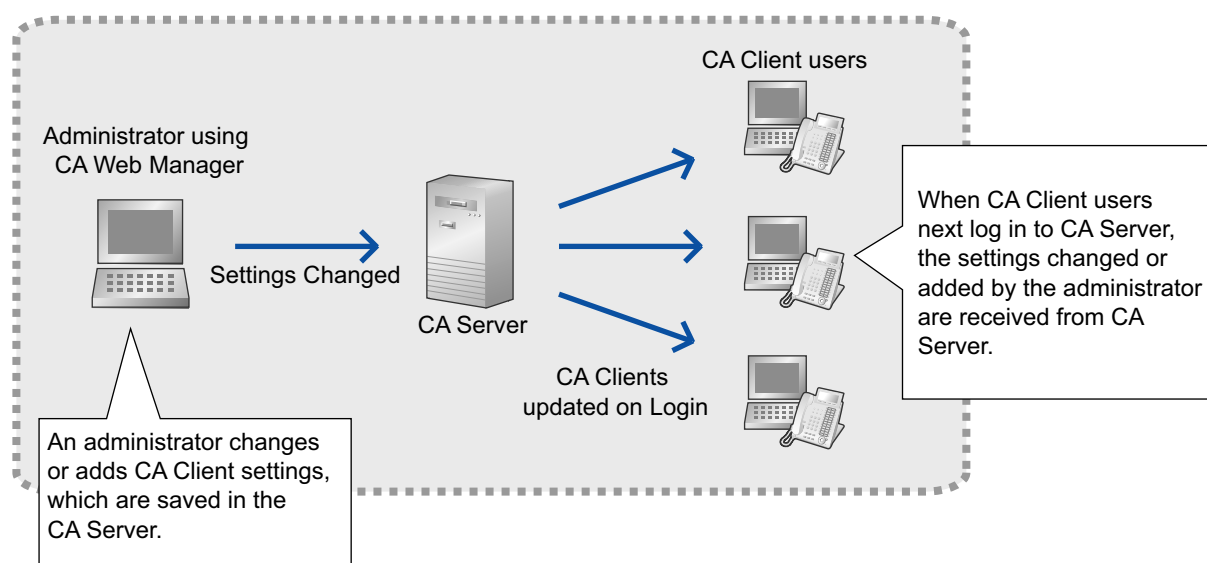 CA Client users
Administrator using
CA Web Manager
Settings Changed
CA Server
CA Clients
updated on Login
When CA Client users
next log in to CA Server,
the settings changed or
added by the administrator
are received from CA
Server.
An administrator changes
or adds CA Client settings,
which are saved in the
CA Server.